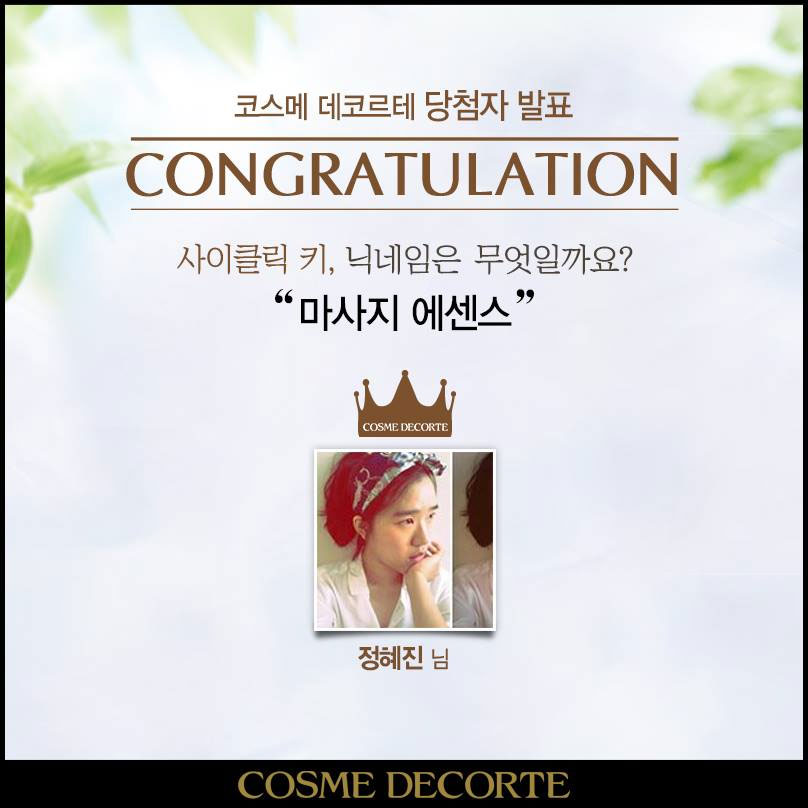 코스메 데코르테 당첨자 발표
CONGRATULATION
사이클릭 키, 닉네임은 무엇일까요?
“마사지 에센스”
COSME DECORTE
정혜진 님
COSME DECORTE